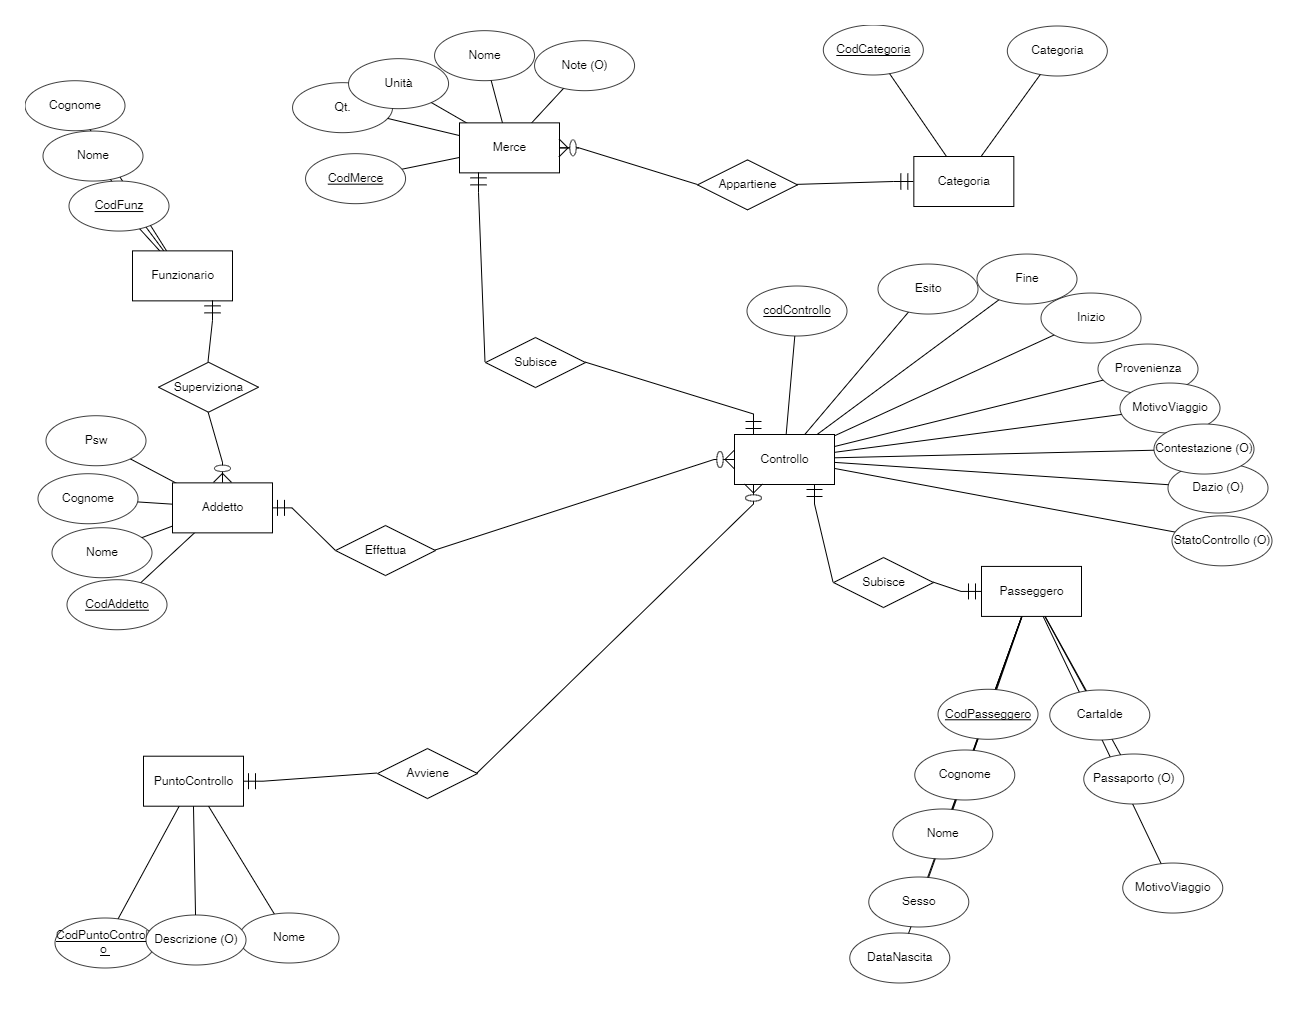 Cognome
Nome
CodFunz
Funzionario
Superviziona
Psw
Cognome
Nome
CodAddetto
Addetto
Effettua
Qt.
Unità
Nome
Note (O)
CodMerce
Merce
Appartiene
CodCategoria
Categoria
Categoria
Subisce
codControllo
Esito
Fine
Inizio
Provenienza
MotivoViaggio
Contestazione (O)
Dazio (O)
StatoControllo (O)
Controllo
Subisce
Passeggero
CodPasseggero
Cognome
Nome
Sesso
DataNascita
CartaIde
Passaporto (O)
MotivoViaggio
Avviene
PuntoControllo
CodPuntoControll
o
Descrizione (O)
Nome